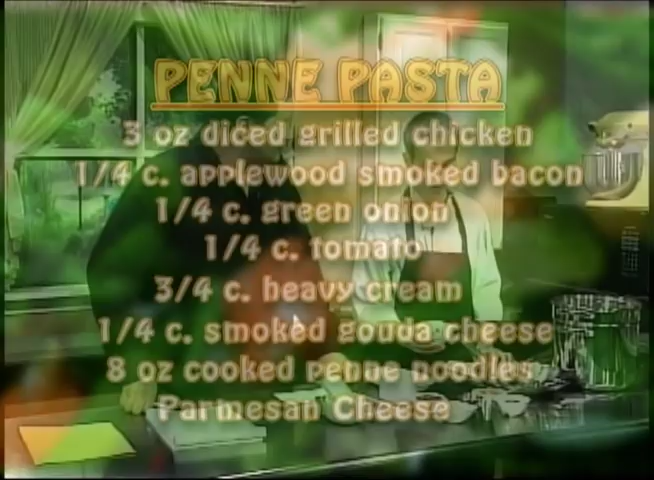 PENNE PASTA
3 oz diced grilled chicken
1/4 c. applewood smoked bacon
1/4 c. green onion
1/4 c. tomato
3/4 c. heavy cream
1/4 c. smoked gouda cheese
8 oz cooked penne noodles
Parmesan Cheese